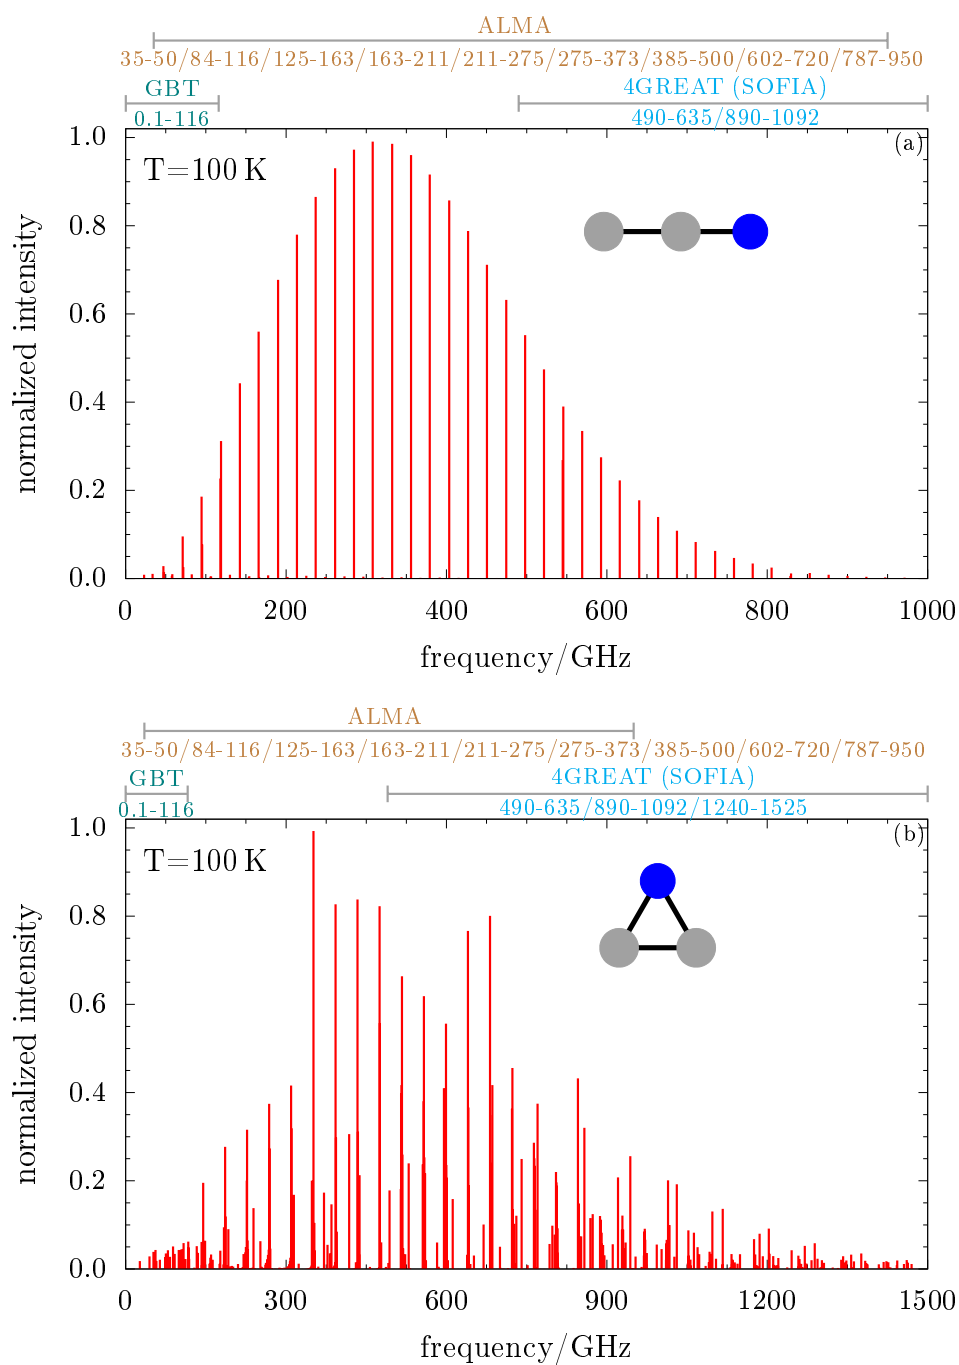 ALMA
35-50/84-116/125-163/163-211/211-275/275-373/385-500/602-720/787-950
GBT 4GREAT (SOFIA)
0.1-116 490-635/890-1092
(a)
T=100 K
1.0
0.8
0.6
0.4
0.2
0.0
normalized intensity
0 200 400 600 800 1000
frequency/GHz
ALMA
35-50/84-116/125-163/163-211/211-275/275-373/385-500/602-720/787-950
GBT 4GREAT (SOFIA)
0.1-116 490-635/890-1092/1240-1525
(b)
T=100 K
1.0
0.8
0.6
0.4
0.2
0.0
normalized intensity
0 300 600 900 1200 1500
frequency/GHz